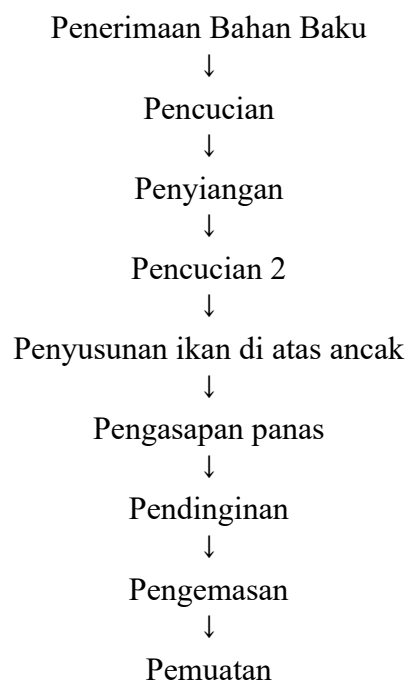 Penerimaan Bahan Baku
↓
Pencucian
↓
Penyiangan
↓
Pencucian 2
↓
Penyusunan ikan di atas ancak
↓
Pengasapan panas
↓
Pendinginan
↓
Pengemasan
↓
Pemuatan